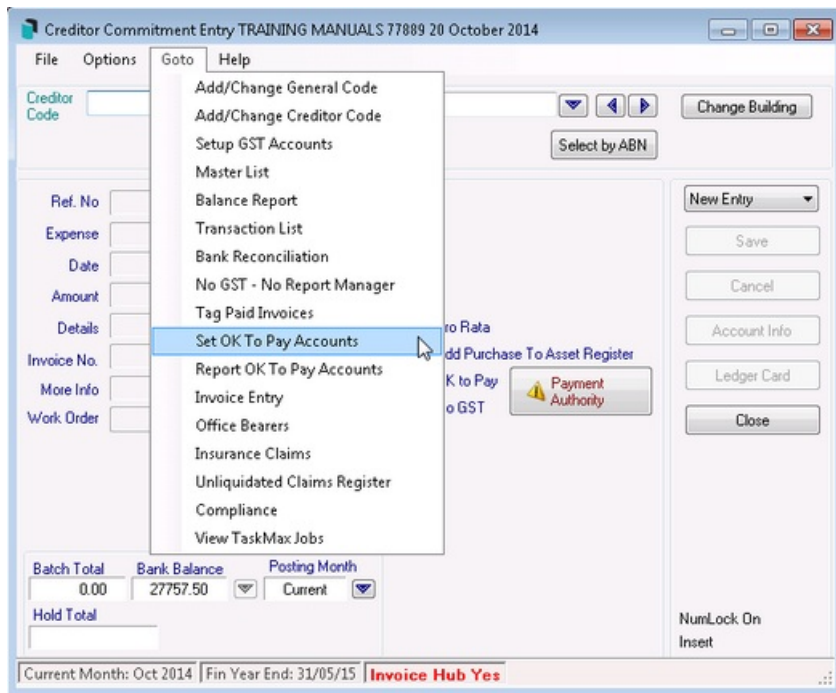 Creditor Commitment Entry TRAINING MANUALS 77889 20 October 2014
File Options Goto Help
Creditor
Code
Change Building
Select by ABN
Add/Change General Code
Add/Change Creditor Code
Setup GST Accounts
Master List
Balance Report
Transaction List
Bank Reconciliation
No GST - No Report Manager
Tag Paid Invoices
Set OK To Pay Accounts
Report OK To Pay Accounts
Invoice Entry
Office Bearers
Insurance Claims
Unliquidated Claims Register
Compliance
View TaskMax Jobs
Ref. No
Expense
Date
Amount
Details
Invoice No.
More Info
Work Order
ro Rata
dd Purchase To Asset Register
K to Pay
o GST
Payment
Authority
New Entry
Save
Cancel
Account Info
Ledger Card
Close
Batch Total Bank Balance Posting Month
0.00 27757.50 Current
Hold Total
NumLock On
Insert
Current Month: Oct 2014 Fin Year End: 31/05/15 Invoice Hub Yes